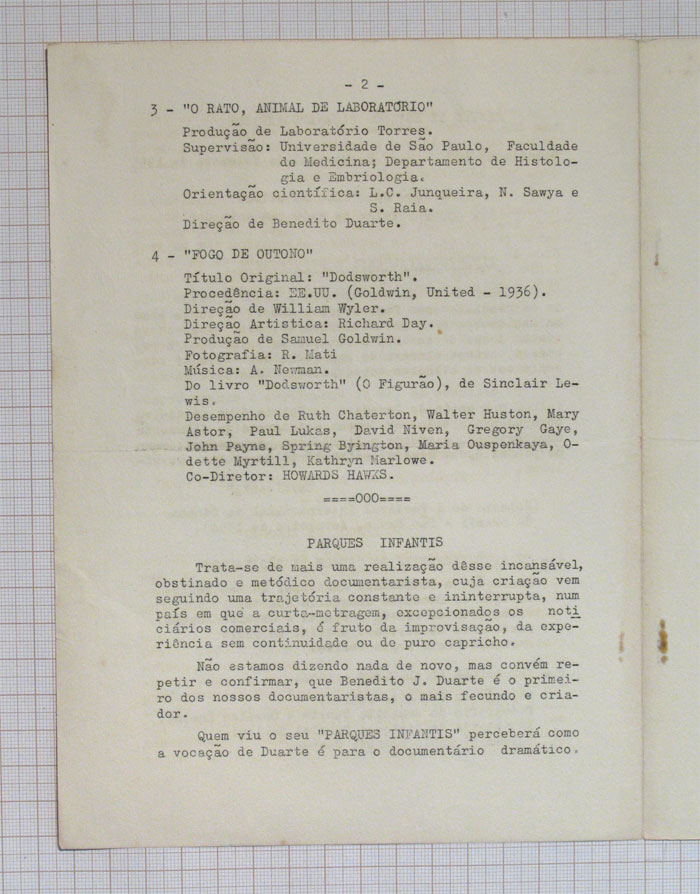 - 2 -
3 - "O RATO, ANIMAL DE LABORATÓRIO"
Produção de Laboratório Torres.
Supervisão: Universidade de São Paulo, Faculdade
de Medicina; Departamento de Histolo-
gia e Embriologia.
Orientação científica: L.C. Junqueira, N. Sawya e
S. Raia.
Direção de Benedito Duarte.
4 - "FOGO DE OUTONO"
Título Original: "Dodsworth".
Procedência: EE.UU. (Goldwin, United - 1936).
Direção de William Wyler.
Direção Artistica: Richard Day.
Produção de Samuel Goldwin.
Fotografia: R. Mati
Música: A. Newman.
Do livro "Dodsworth" (O Figurão), de Sinclair Le-
wis.
Desempenho de Ruth Chaterton, Walter Huston, Mary
Astor, Paul Lukas, David Niven, Gregory Gaye,
John Payne, Spring Byington, Maria Ouspenkaya, O-
dette Myrtill, Kathryn Marlowe.
Co-Diretor: HOWARDS HAWKS.
====000====
PARQUES INFANTIS
Trata-se de mais uma realização dêsse incansável,
obstinado e metódico documentarista, cuja criação vem
seguindo uma trajetória constante e ininterrupta, num
país em que a curta-metragem, excepcionados os noti
ciários comerciais, é fruto da improvisação, da expe-
riência sem continuidade ou de puro capricho.
Não estamos dizendo nada de novo, mas convém re-
petir e confirmar, que Benedito J. Duarte é o primei-
ro dos nossos documentaristas, o mais fecundo e cria-
dor.
Quem viu o seu "PARQUES INFANTIS" perceberá como
a vocação de Duarte é para o documentário dramático.